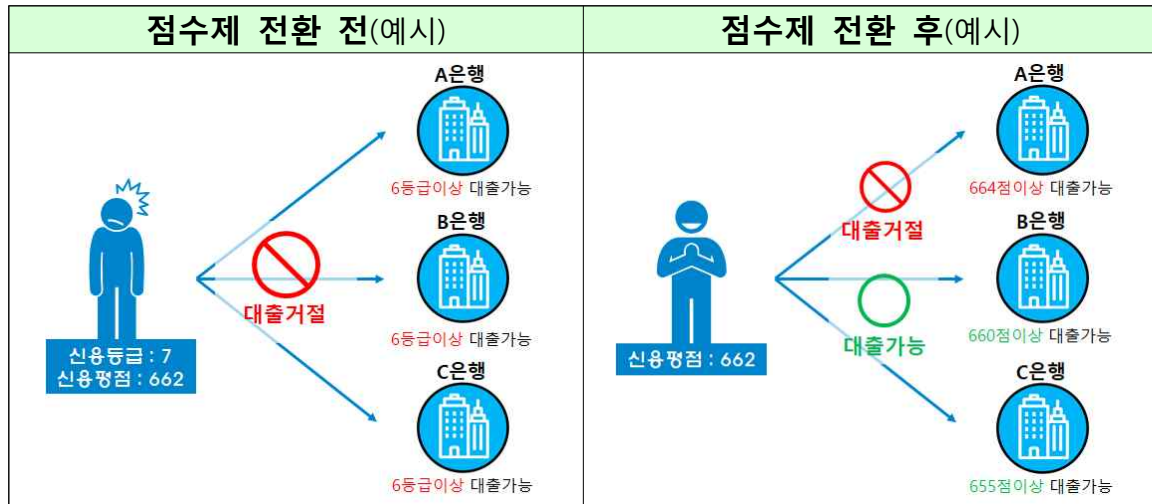 점수제 전환 전(예시)
A은행
6등급이상 대출가능
B은행
대출거절
6등급이상 대출가능
신용등급 : 7
신용평점 : 662
C은행
6등급이상 대출가능
점수제 전환 후(예시)
A은행
664점이상 대출가능
대출거절
B은행
660점이상 대출가능
대출가능
신용평점 : 662
C은행
655점이상 대출가능